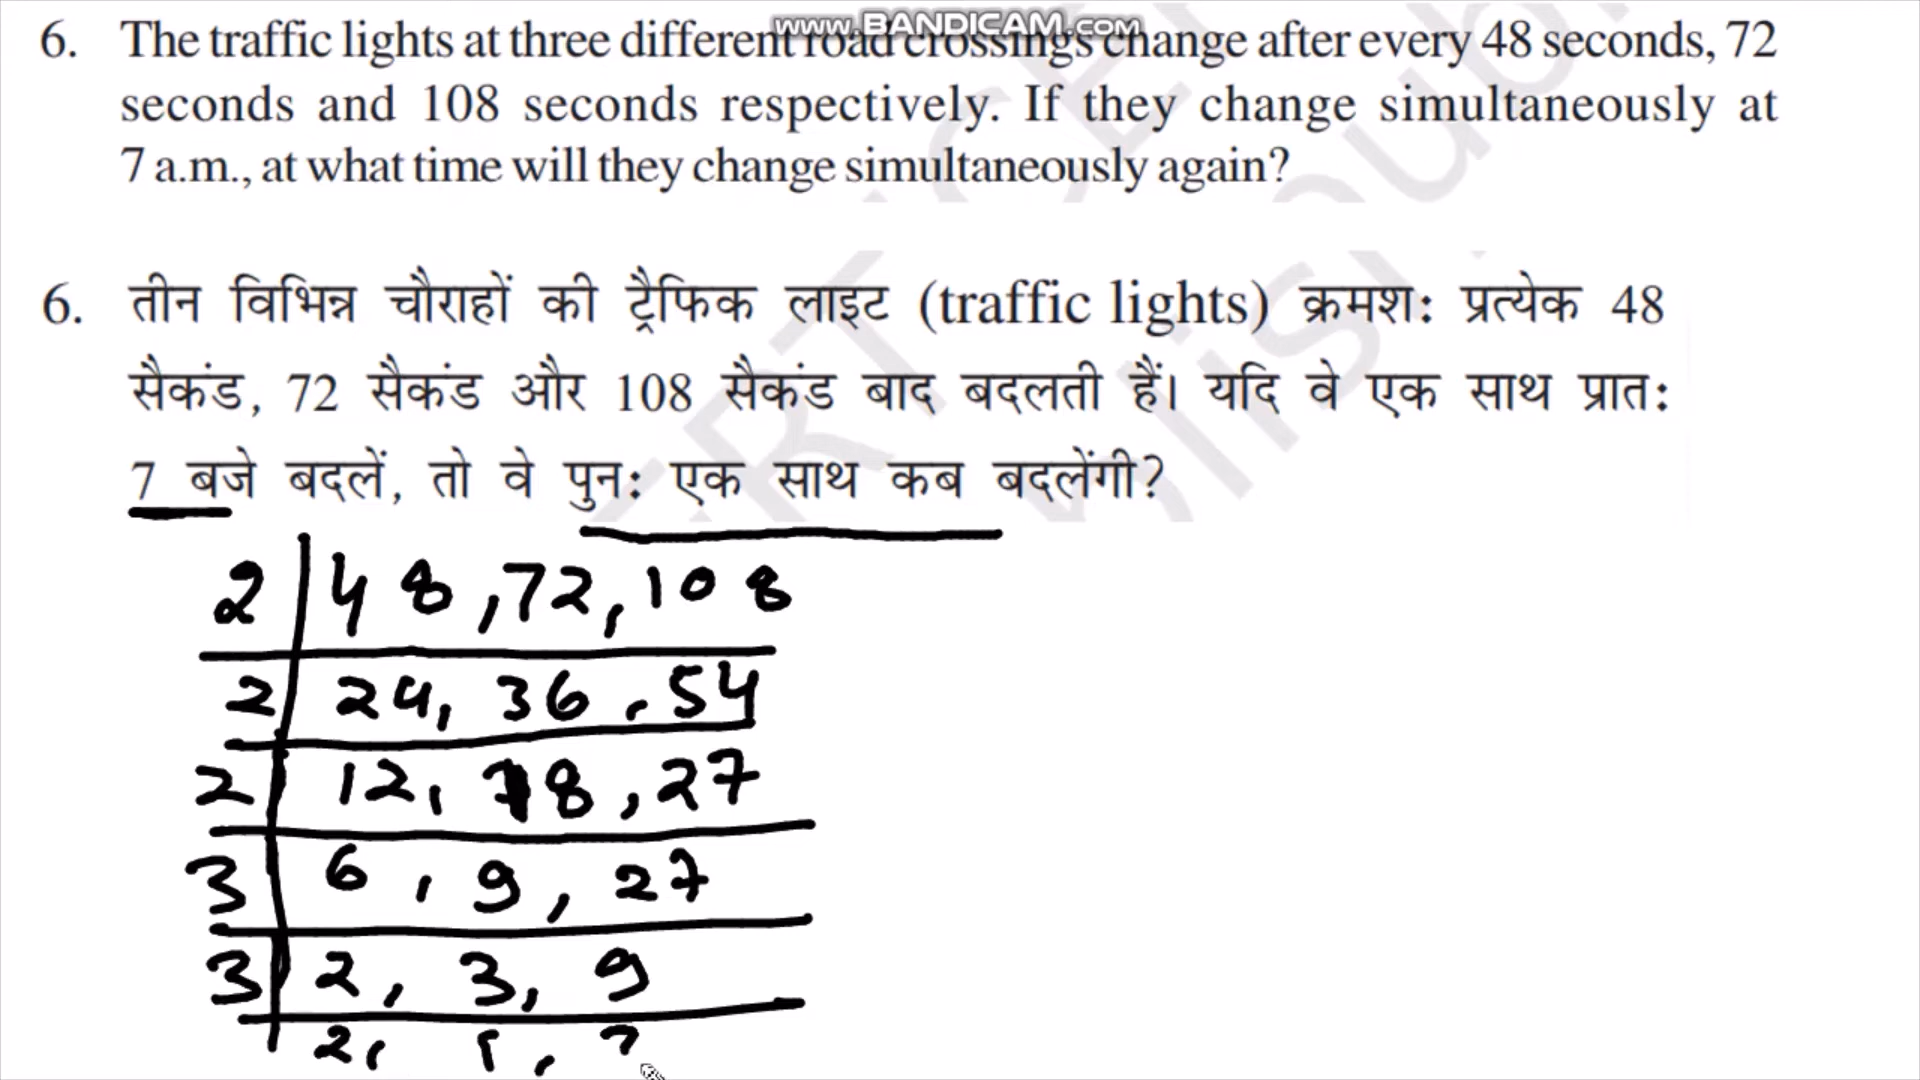 www.BANDICAM.com
6. The traffic lights at three different road crossings change after every 48 seconds, 72
seconds and 108 seconds respectively. If they change simultaneously at
7 a.m., at what time will they change simultaneously again?
6. तीन विभिन्न चौराहों की ट्रैफिक लाइट (traffic lights) क्रमश: प्रत्येक 48
सैकंड, 72 सैकंड और 108 सैकंड बाद बदलती हैं। यदि वे एक साथ प्रात:
7 बजे बदलें, तो वे पुन: एक साथ कब बदलेंगी?
2 | 48, 72, 108
2 | 24, 36, 54
2 | 12, 18, 27
3 | 6, 9, 27
3 | 2, 3, 9
2, 1,